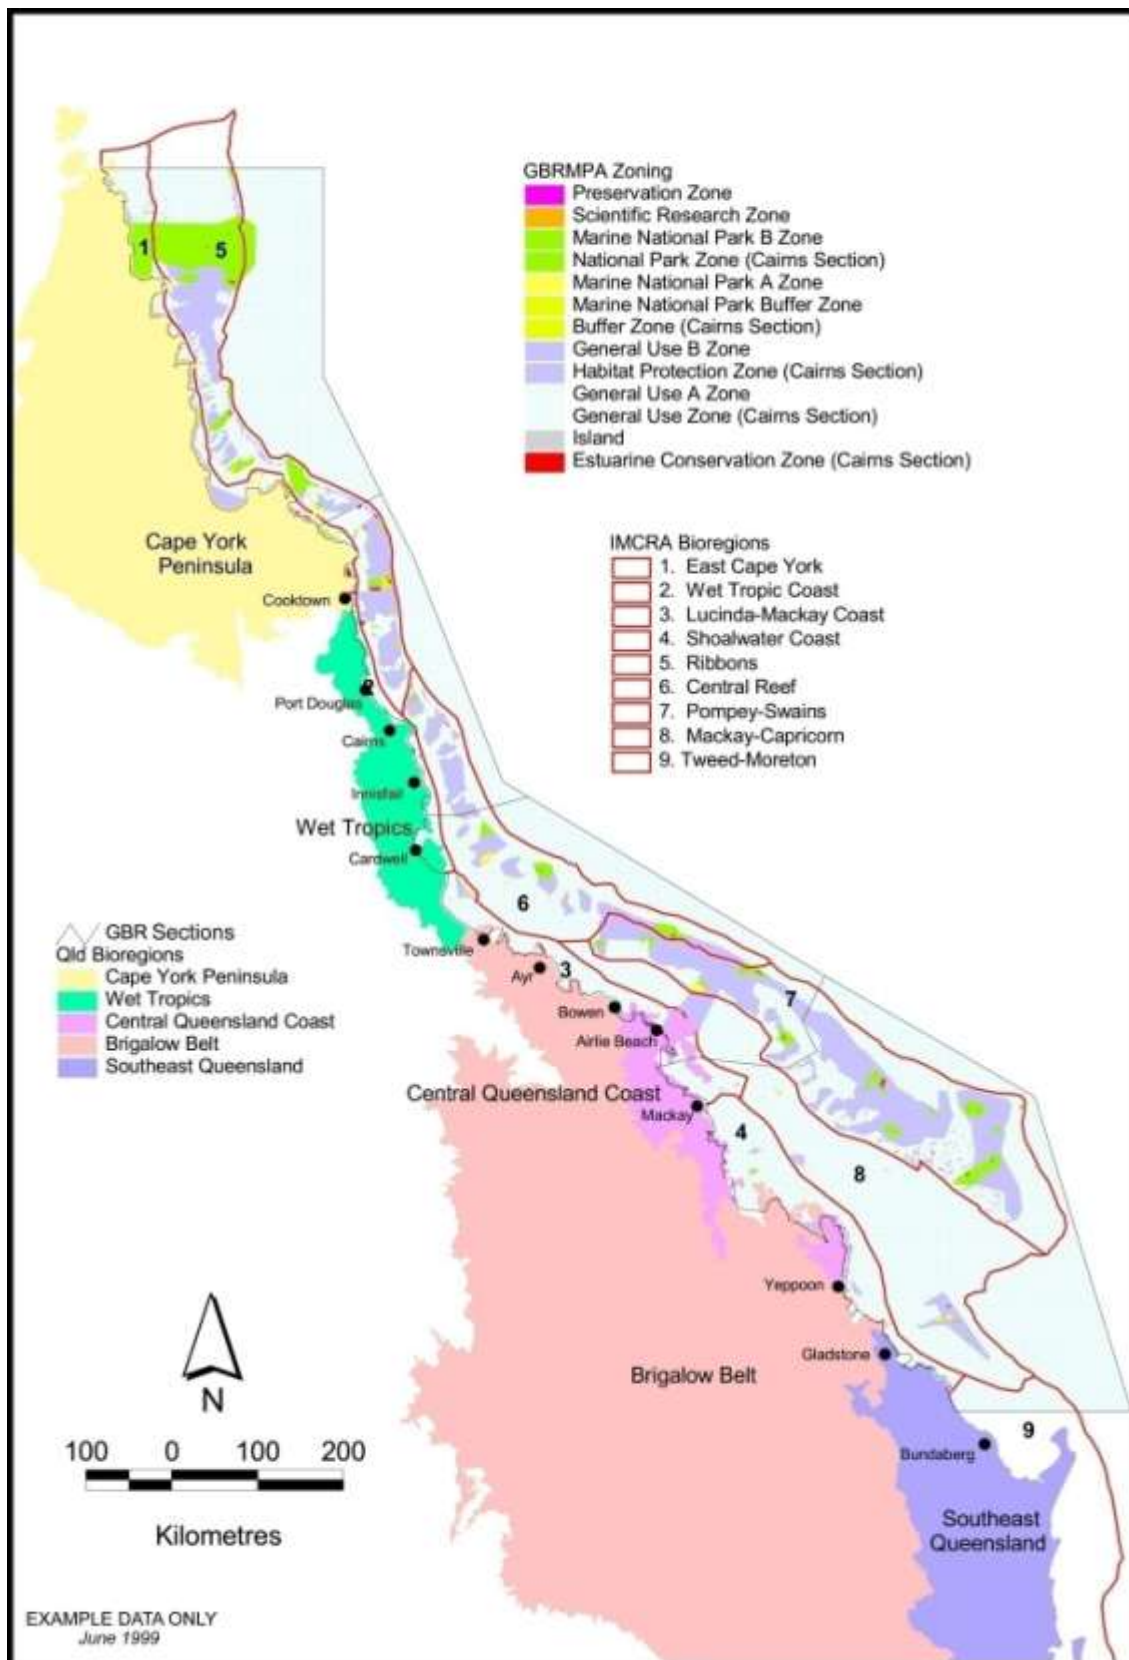 GBRMPA Zoning
Preservation Zone
Scientific Research Zone
Marine National Park B Zone
National Park Zone (Cairns Section)
Marine National Park A Zone
Marine National Park Buffer Zone
Buffer Zone (Cairns Section)
General Use B Zone
Habitat Protection Zone (Cairns Section)
General Use A Zone
General Use Zone (Cairns Section)
Island
Estuarine Conservation Zone (Cairns Section)
1
5
IMCRA Bioregions
1. East Cape York
2. Wet Tropic Coast
3. Lucinda-Mackay Coast
4. Shoalwater Coast
5. Ribbons
6. Central Reef
7. Pompey-Swains
8. Mackay-Capricorn
9. Tweed-Moreton
Cape York
Peninsula
Cooktown
2
Port Douglas
Cairns
Innisfail
Wet Tropics
Cardwell
6
Townsville
3
Ayr
7
Bowen
Airlie Beach
Central Queensland Coast
Mackay
4
8
Yeppoon
Gladstone
Brigalow Belt
9
Bundaberg
Southeast
Queensland
GBR Sections
Qld Bioregions
Cape York Peninsula
Wet Tropics
Central Queensland Coast
Brigalow Belt
Southeast Queensland
N
100 0 100 200
Kilometres
EXAMPLE DATA ONLY
June 1999